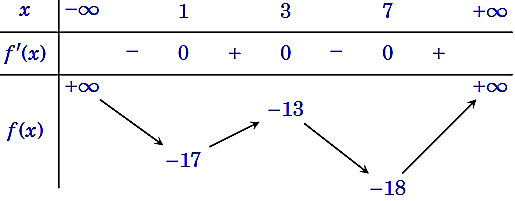 x −∞ 1 3 7 +∞
f′(x) − 0 + 0 − 0 +
+∞ +∞
−13
f(x)
−17
−18